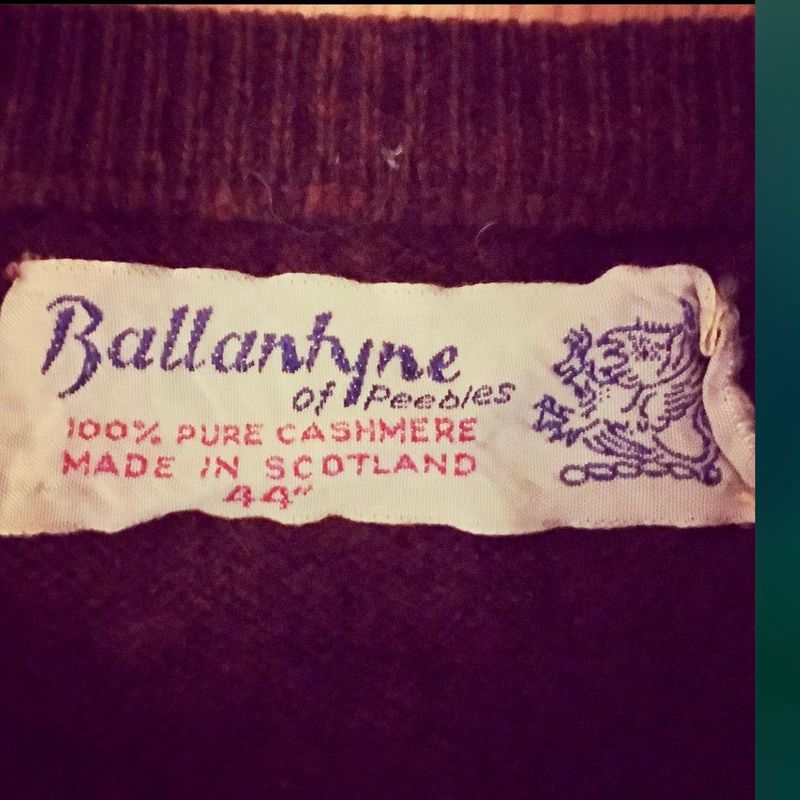 Ballantyne
of Peebles
100% PURE CASHMERE
MADE IN SCOTLAND
44"